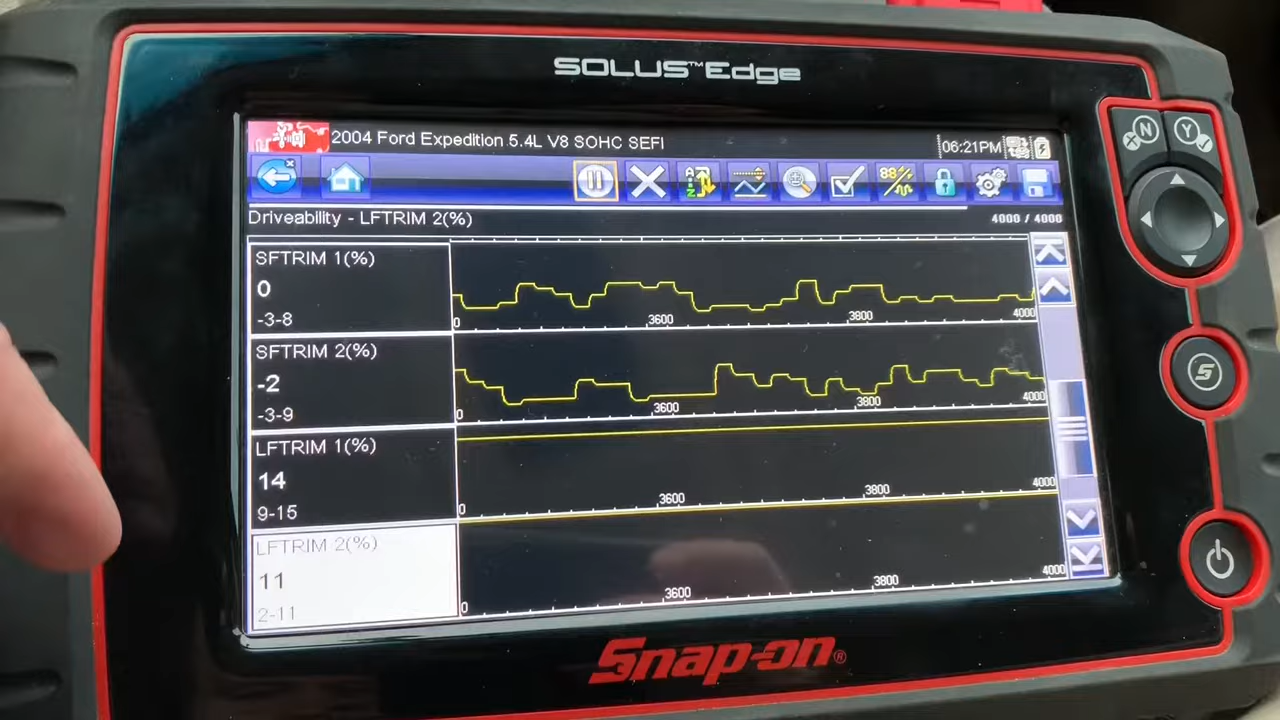 SOLUS™ Edge
2004 Ford Expedition 5.4L V8 SOHC SEFI
06:21PM
Driveability - LFTRIM 2(%)
4000 / 4000
SFTRIM 1(%)
0
-3-8
0 3600 3800 4000
SFTRIM 2(%)
-2
-3-9
0 3600 3800 4000
LFTRIM 1(%)
14
9-15
0 3600 3800 4000
LFTRIM 2(%)
11
2-11
0 3600 3800 4000
N
Y
S
Snap-on®